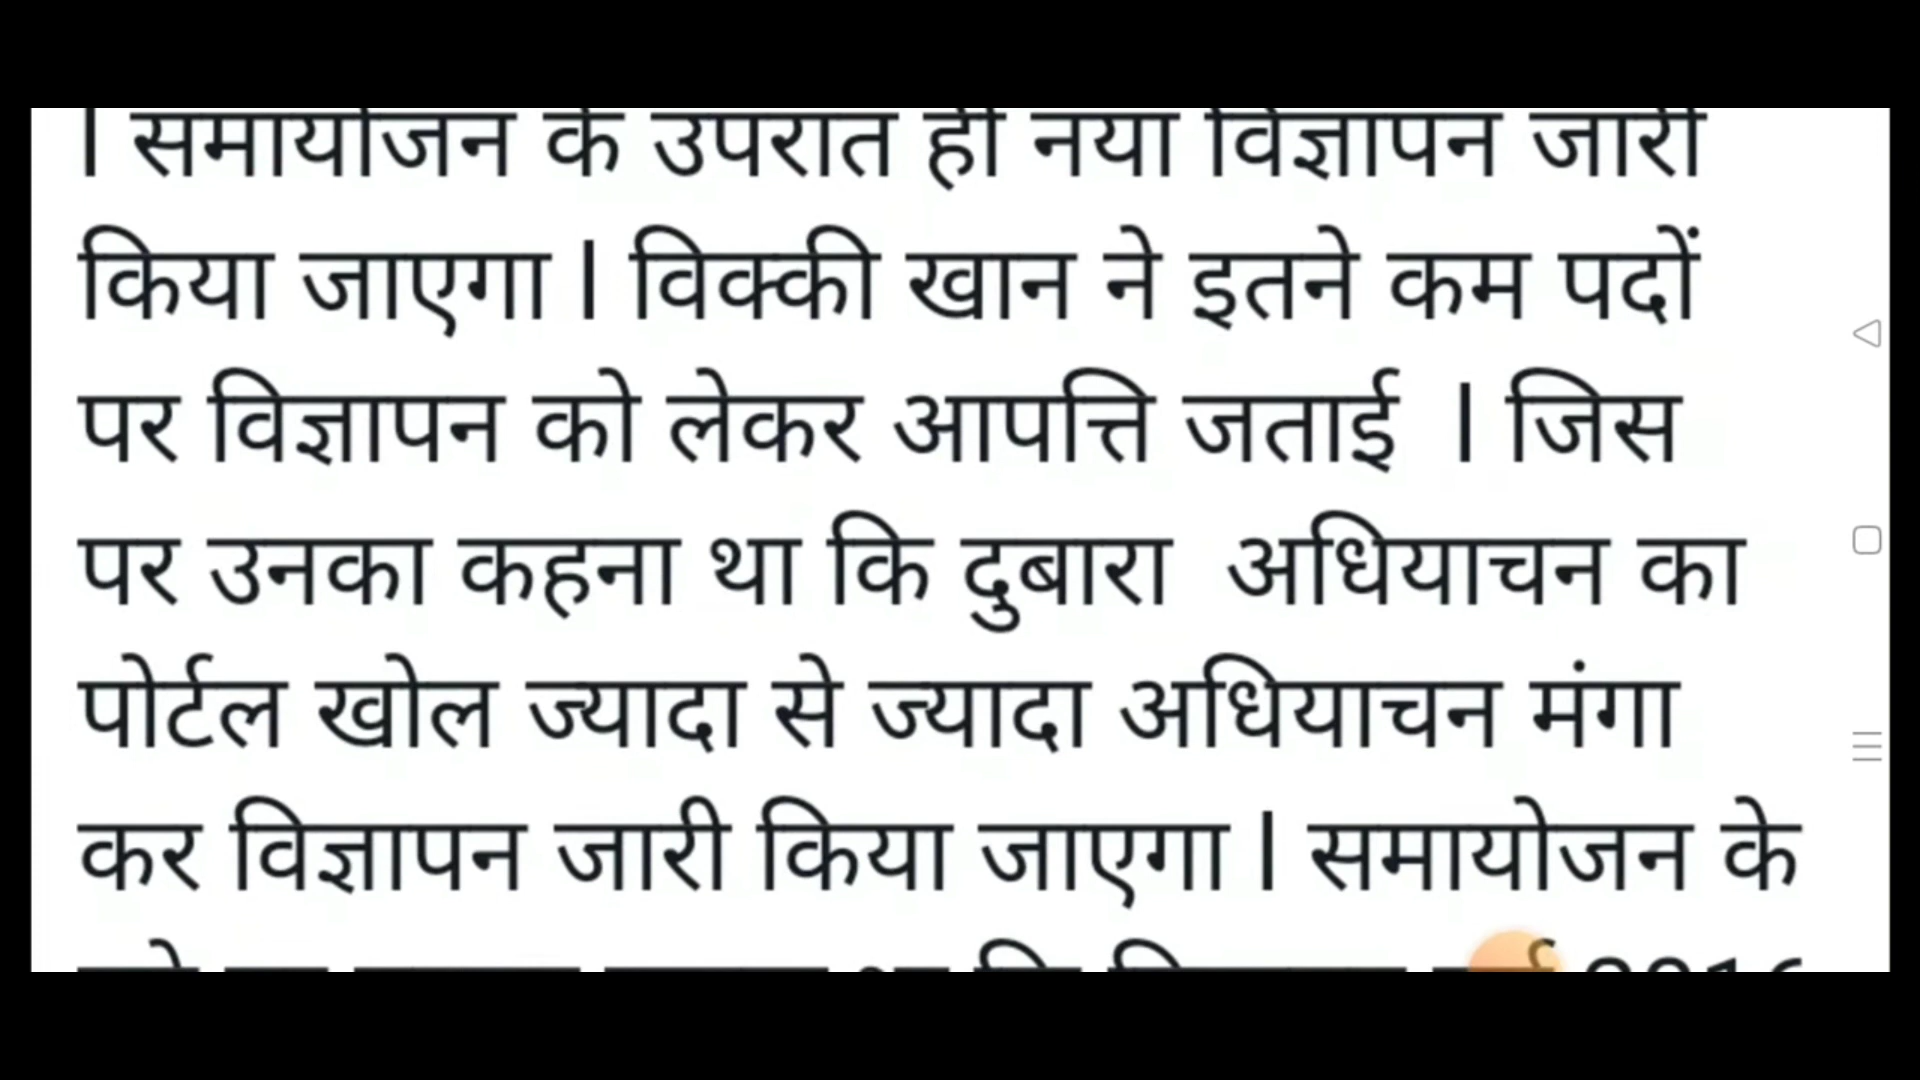 । समायोजन के उपरांत ही नया विज्ञापन जारी
किया जाएगा । विक्की खान ने इतने कम पदों
पर विज्ञापन को लेकर आपत्ति जताई । जिस
पर उनका कहना था कि दुबारा अधियाचन का
पोर्टल खोल ज्यादा से ज्यादा अधियाचन मंगा
कर विज्ञापन जारी किया जाएगा । समायोजन के